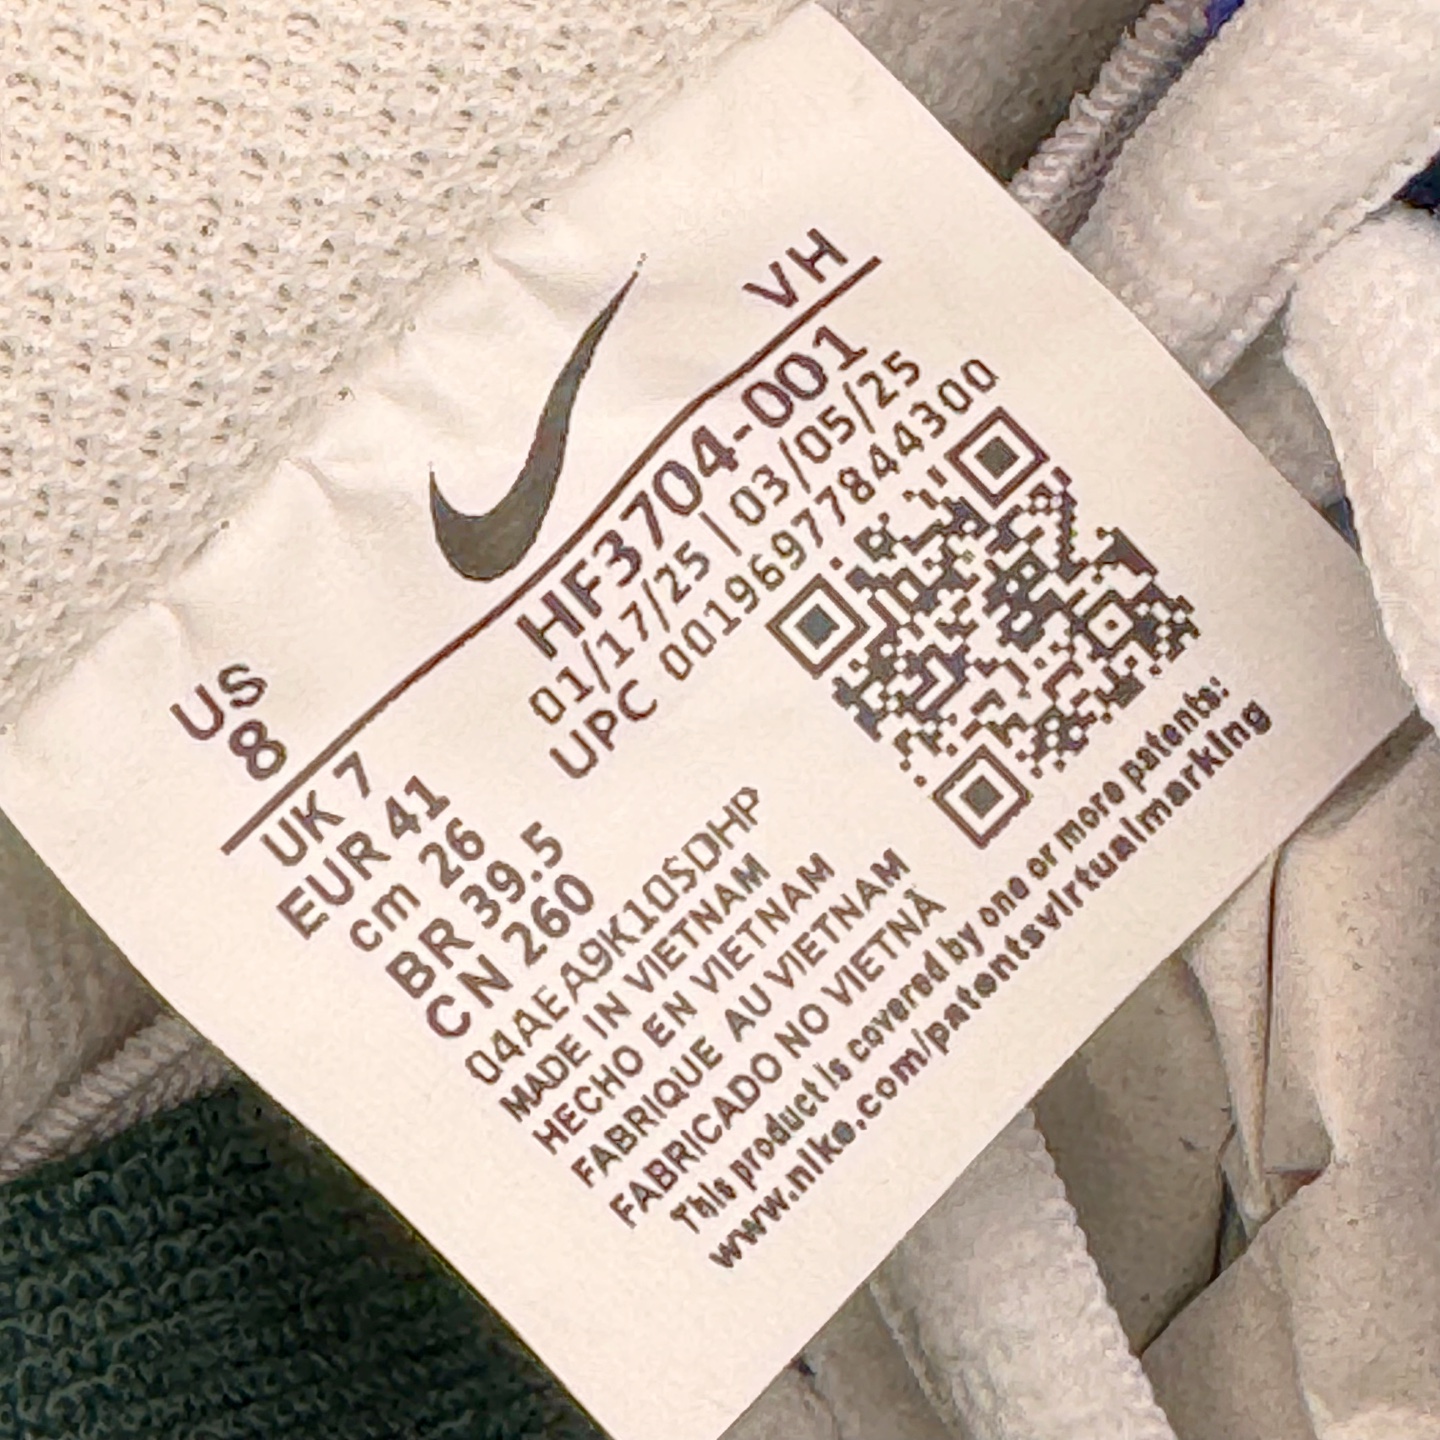 US
8
VH
UK 7
EUR 41
cm 26
BR 39.5
CN 260
HF3704-001
01/17/25 | 03/05/25
UPC 00196977844300
04AEA9K10SDHP
MADE IN VIETNAM
HECHO EN VIETNAM
FABRIQUE AU VIETNAM
FABRICADO NO VIETNÃ
This product is covered by one or more patents:
www.nike.com/patentsvirtualmarking